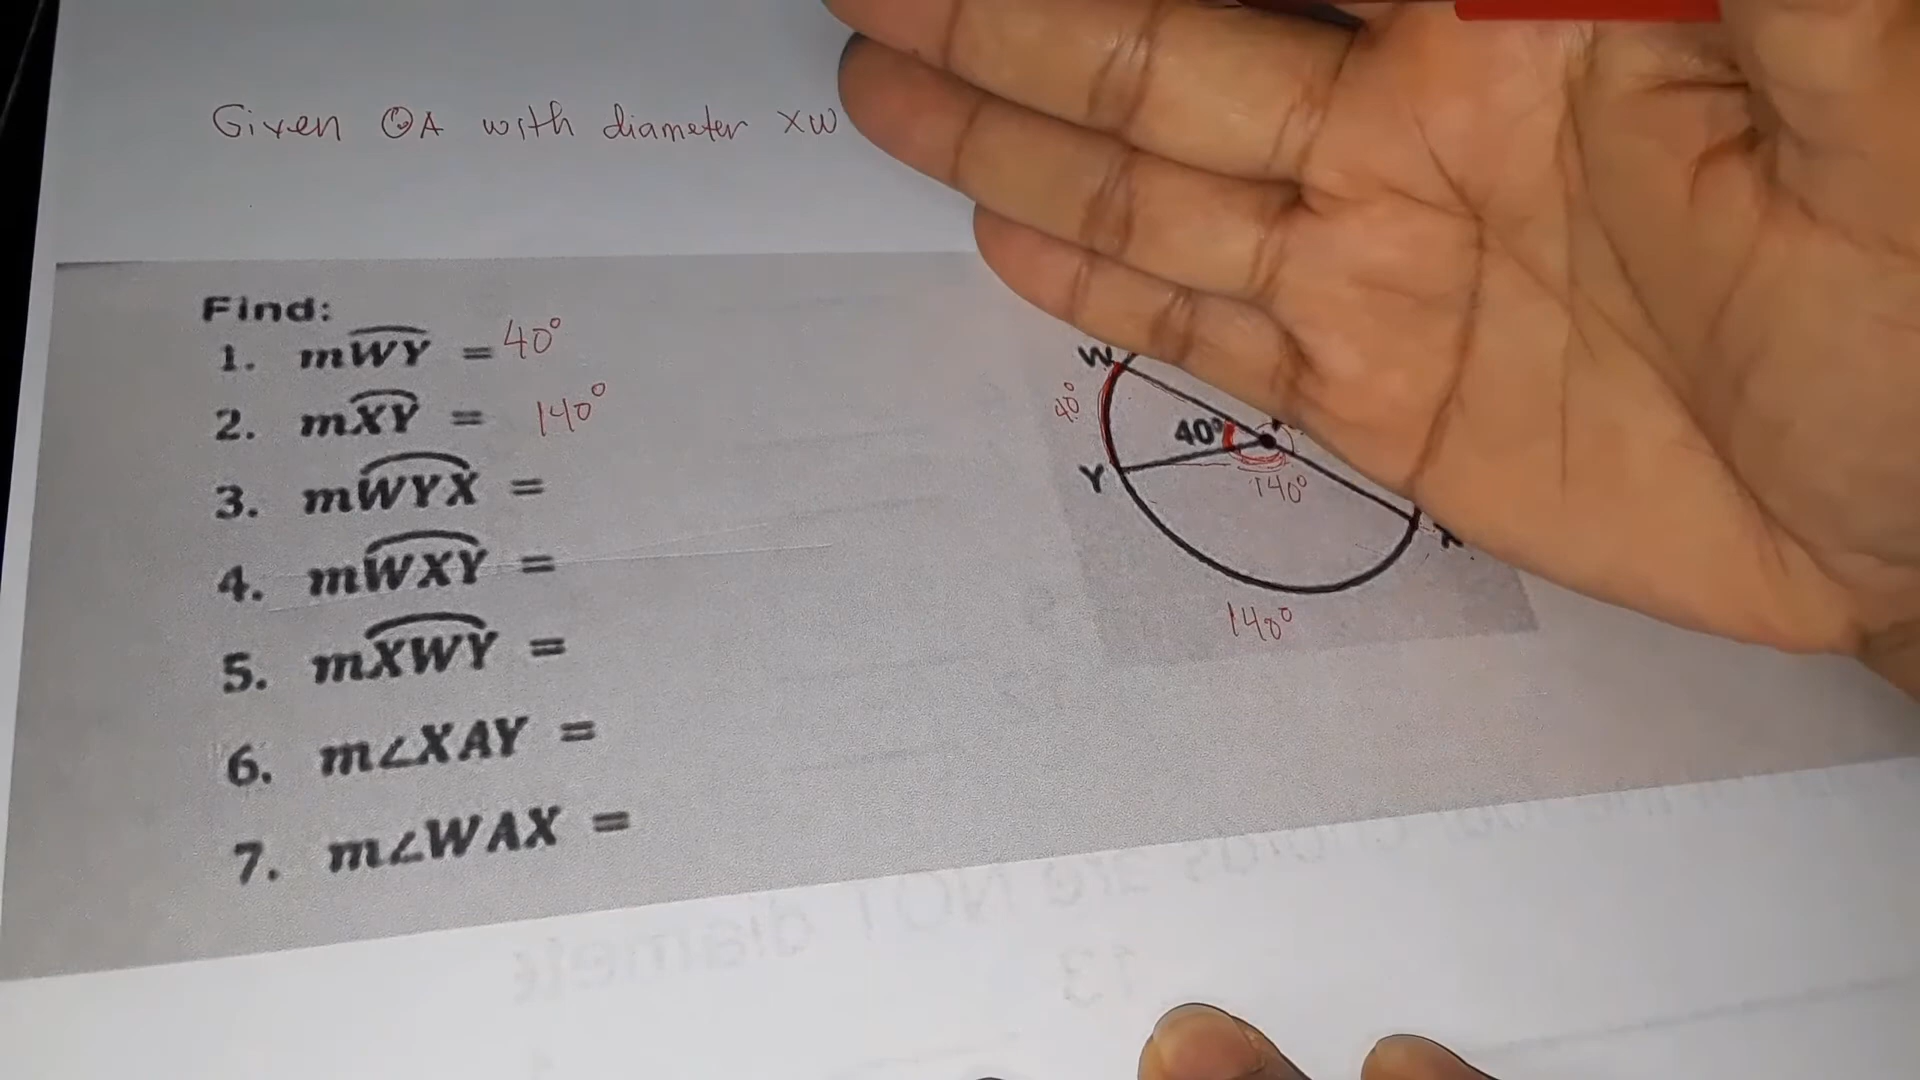 Given ⊙A with diameter XW
Find:
1. mWY = 40°
2. mXY = 140°
3. mWYX =
4. mWXY =
5. mXWY =
6. m∠XAY =
7. m∠WAX =
W
40°
40°
Y
140°
X
140°